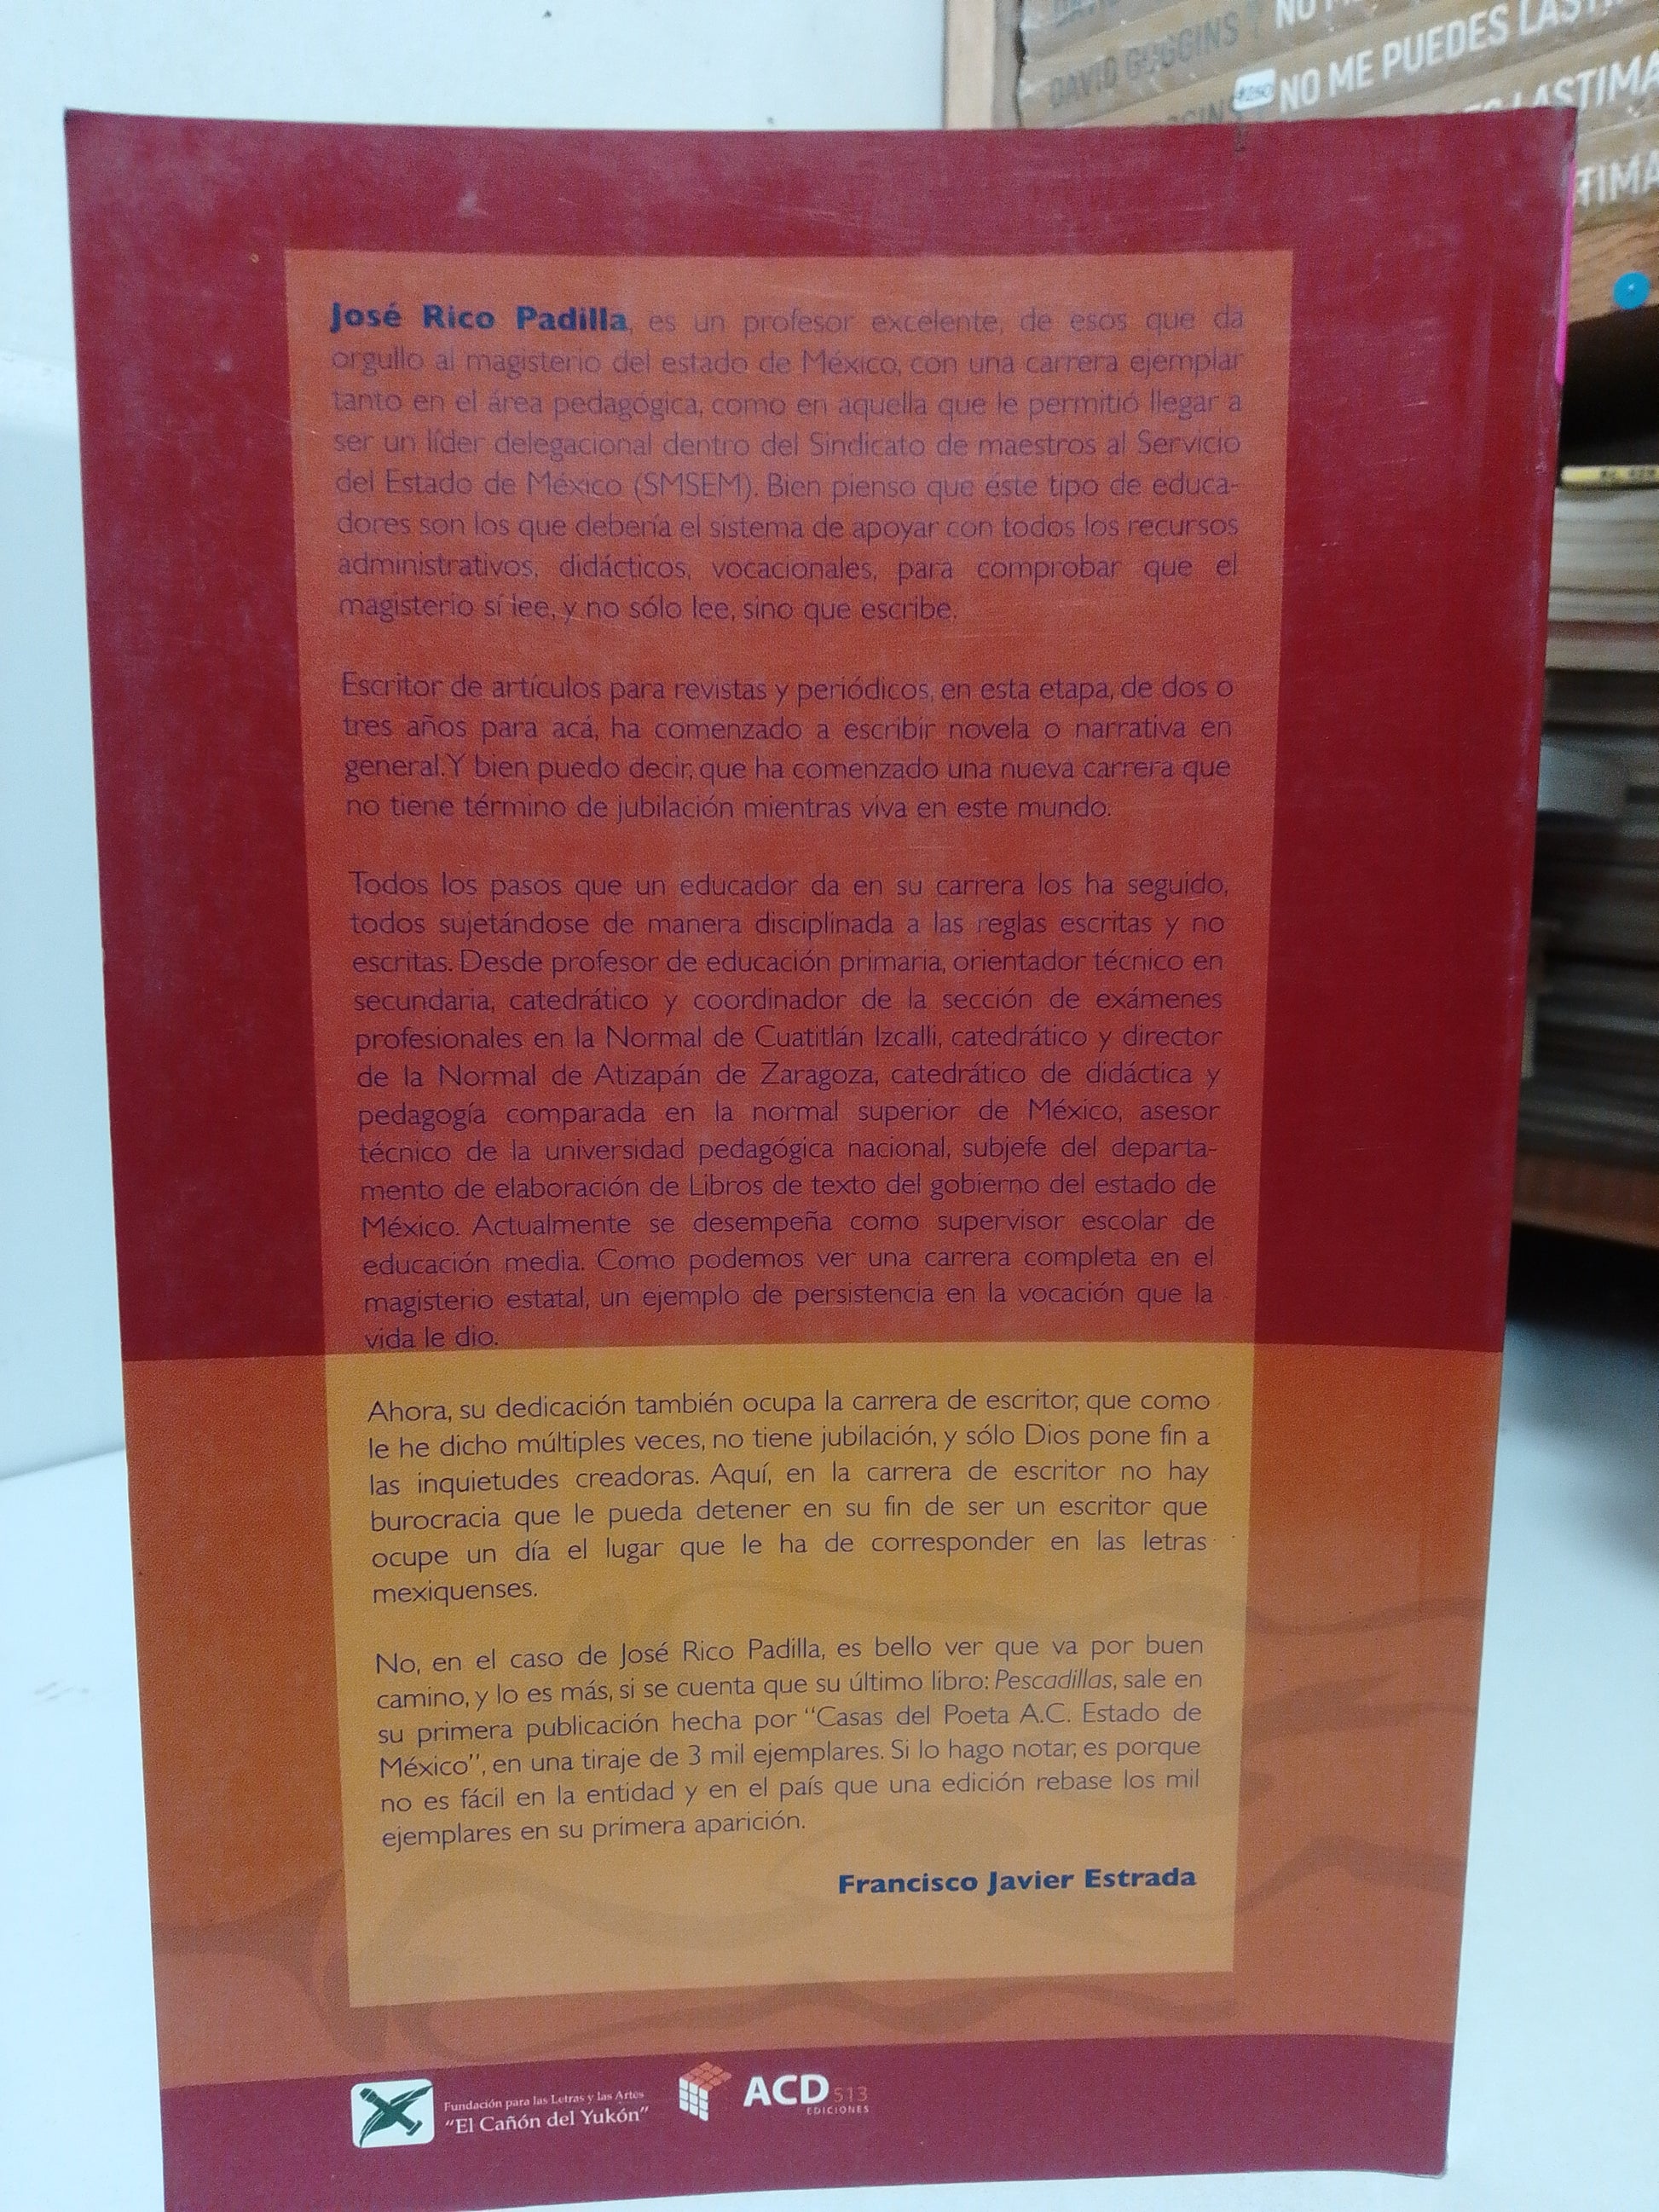 DAVID GOGGINS
NO ME PUEDES LASTIMA
$250
TIMA
José Rico Padilla, es un profesor excelente, de esos que da
orgullo al magisterio del estado de México, con una carrera ejemplar
tanto en el área pedagógica, como en aquella que le permitió llegar a
ser un líder delegacional dentro del Sindicato de maestros al Servicio
del Estado de México (SMSEM). Bien pienso que éste tipo de educa-
dores son los que debería el sistema de apoyar con todos los recursos
administrativos, didácticos, vocacionales, para comprobar que el
magisterio sí lee, y no sólo lee, sino que escribe.
Escritor de artículos para revistas y periódicos, en esta etapa, de dos o
tres años para acá, ha comenzado a escribir novela o narrativa en
general. Y bien puedo decir, que ha comenzado una nueva carrera que
no tiene término de jubilación mientras viva en este mundo.
Todos los pasos que un educador da en su carrera los ha seguido,
todos sujetándose de manera disciplinada a las reglas escritas y no
escritas. Desde profesor de educación primaria, orientador técnico en
secundaria, catedrático y coordinador de la sección de exámenes
profesionales en la Normal de Cuatitlán Izcalli, catedrático y director
de la Normal de Atizapán de Zaragoza, catedrático de didáctica y
pedagogía comparada en la normal superior de México, asesor
técnico de la universidad pedagógica nacional, subjefe del departa-
mento de elaboración de Libros de texto del gobierno del estado de
México. Actualmente se desempeña como supervisor escolar de
educación media. Como podemos ver una carrera completa en el
magisterio estatal, un ejemplo de persistencia en la vocación que la
vida le dio.
Ahora, su dedicación también ocupa la carrera de escritor, que como
le he dicho múltiples veces, no tiene jubilación, y sólo Dios pone fin a
las inquietudes creadoras. Aquí, en la carrera de escritor no hay
burocracia que le pueda detener en su fin de ser un escritor que
ocupe un día el lugar que le ha de corresponder en las letras
mexiquenses.
No, en el caso de José Rico Padilla, es bello ver que va por buen
camino, y lo es más, si se cuenta que su último libro: Pescadillas, sale en
su primera publicación hecha por “Casas del Poeta A.C. Estado de
México”, en una tiraje de 3 mil ejemplares. Si lo hago notar, es porque
no es fácil en la entidad y en el país que una edición rebase los mil
ejemplares en su primera aparición.
Francisco Javier Estrada
Fundación para las Letras y las Artes
“El Cañón del Yukón”
ACD 513
EDICIONES